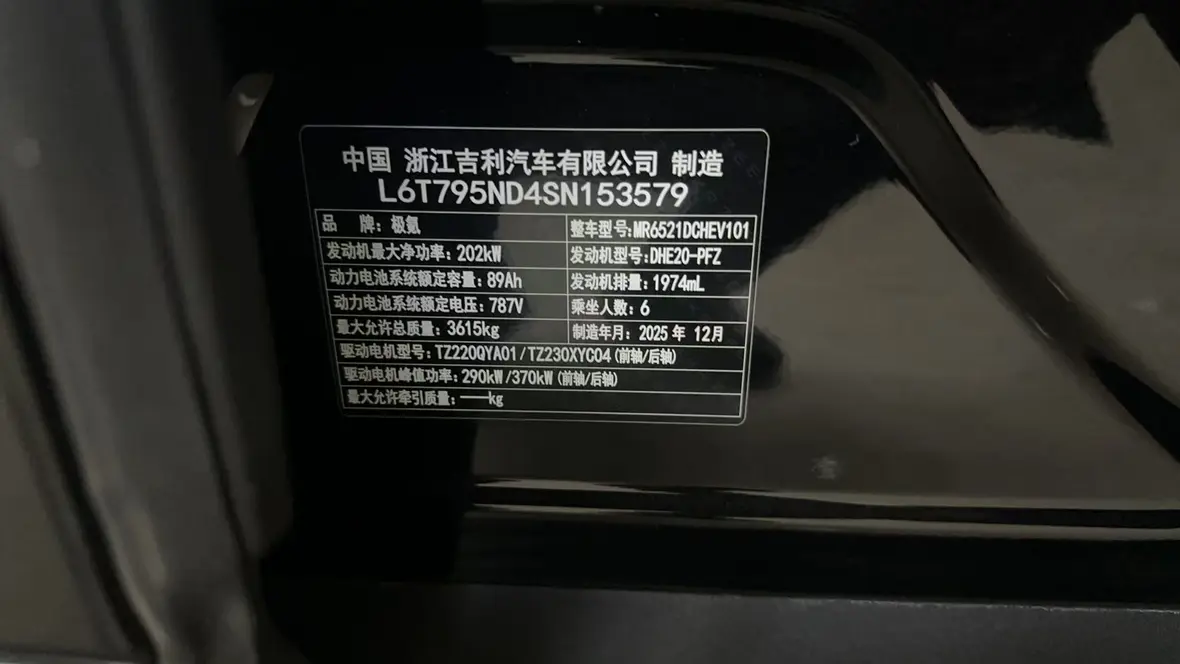 中国 浙江吉利汽车有限公司 制造
L6T795ND4SN153579
品 牌: 极氪 整车型号:MR6521DCHEV101
发动机最大净功率: 202kW 发动机型号: DHE20-PFZ
动力电池系统额定容量: 89Ah 发动机排量: 1974mL
动力电池系统额定电压: 787V 乘坐人数: 6
最大允许总质量: 3615kg 制造年月: 2025 年 12月
驱动电机型号: TZ220QYA01/TZ230XYC04(前轴/后轴)
驱动电机峰值功率: 290kW/370kW(前轴/后轴)
最大允许牵引质量: ——kg